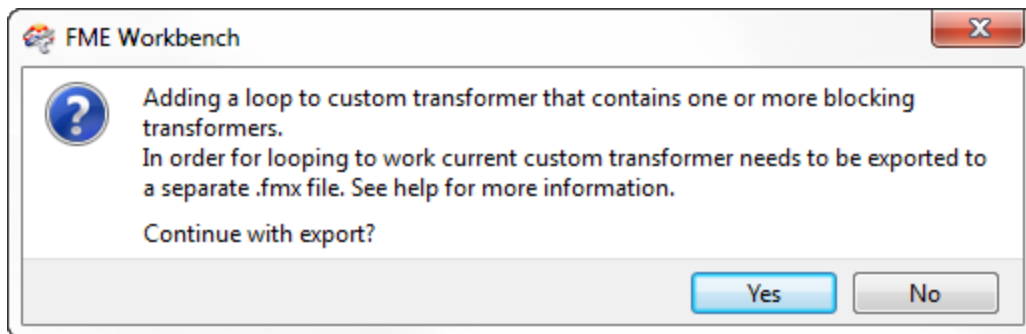 FME Workbench
Adding a loop to custom transformer that contains one or more blocking
transformers.
In order for looping to work current custom transformer needs to be exported to
a separate .fmx file. See help for more information.
Continue with export?
Yes
No